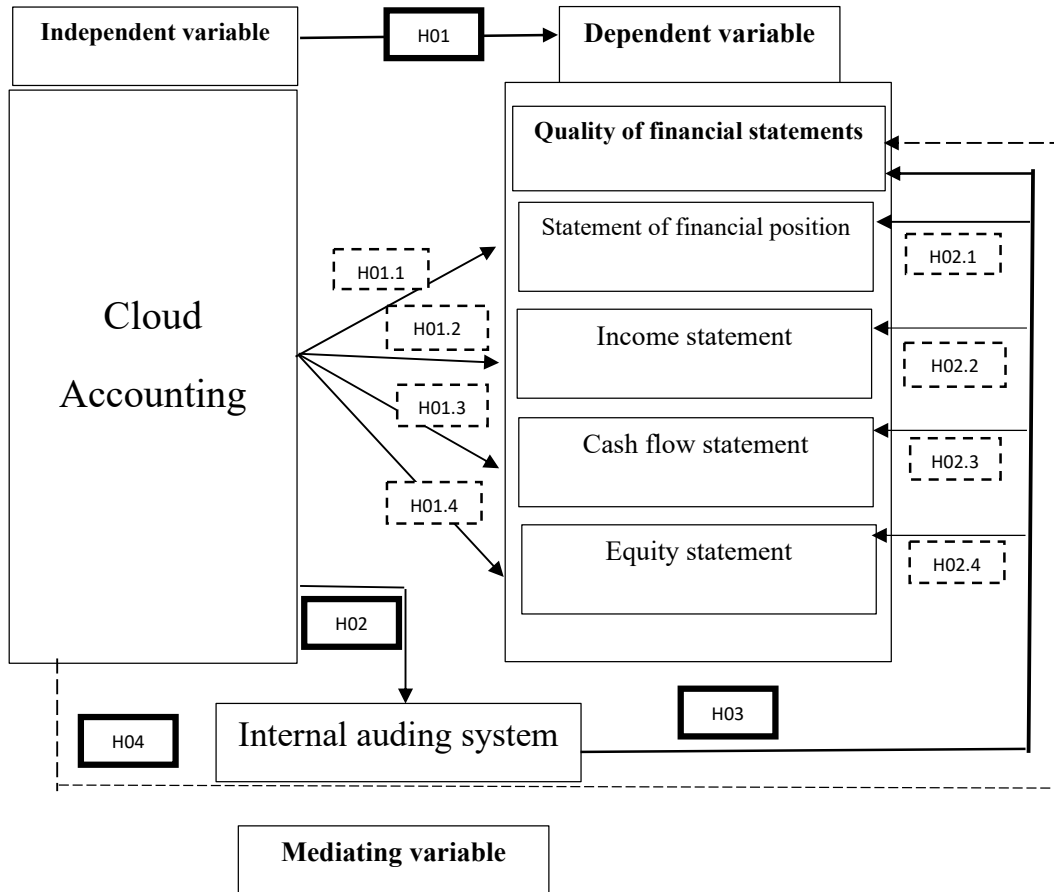 Independent variable
H01
Dependent variable
Cloud
Accounting
Quality of financial statements
Statement of financial position
Income statement
Cash flow statement
Equity statement
H01.1
H01.2
H01.3
H01.4
H02.1
H02.2
H02.3
H02.4
H02
H03
H04
Internal auding system
Mediating variable